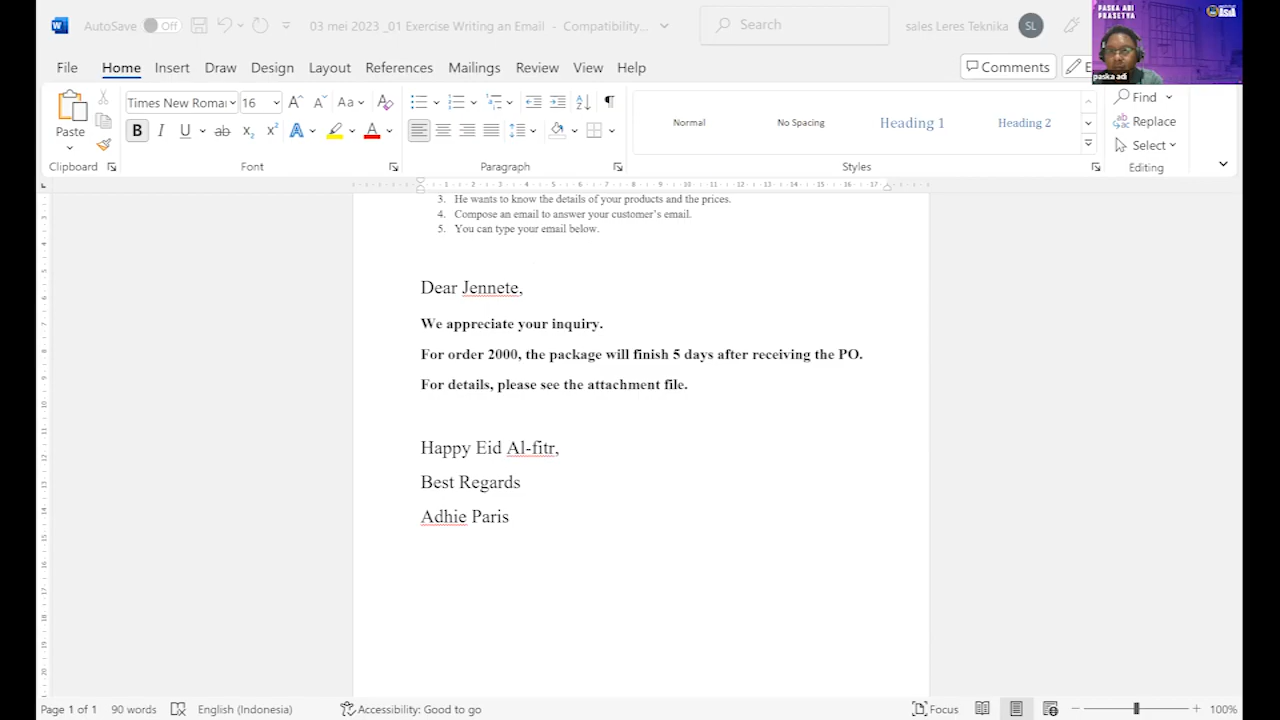 AutoSave Off 03 mei 2023 _01 Exercise Writing an Email - Compatibility... Search sales Leres Teknika SL
PASKA ADI
PRASETYA
paska adi
File Home Insert Draw Design Layout References Mailings Review View Help Comments E
Paste Times New Roman 16 Aa Normal No Spacing Heading 1 Heading 2 Find
Replace
Select
Clipboard Font Paragraph Styles Editing
3. He wants to know the details of your products and the prices.
4. Compose an email to answer your customer's email.
5. You can type your email below.
Dear Jennete,
We appreciate your inquiry.
For order 2000, the package will finish 5 days after receiving the PO.
For details, please see the attachment file.
Happy Eid Al-fitr,
Best Regards
Adhie Paris
Page 1 of 1 90 words English (Indonesia) Accessibility: Good to go Focus 100%